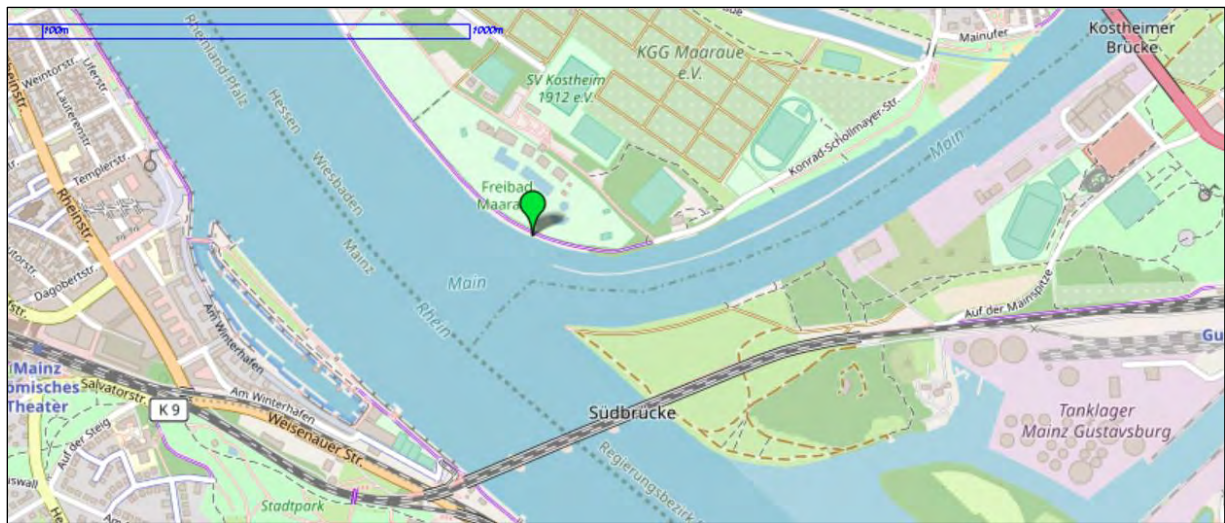 100m
1000m
Rheinland-Pfalz
Hessen
Wiesbaden
Mainz
Rheinstr.
Weintorstr.
Uferstr.
Lauterenstr.
Templerstr.
Rheinstr.
Dagobertstr.
Am Winterhafen
Am Winterhafen
Mainz
Salvatorstr.
Theater
K 9
Auf der Steig
Weisenauer Str.
Stadtpark
Main
Rhein
Freibad
SV Kostheim
1912 e.V.
KGG Maaraue
e.V.
Konrad-Schollmayer-Str.
Mainufer
Main
Kostheimer
Brücke
Auf der Mainspitze
Südbrücke
Tanklager
Mainz Gustavsburg